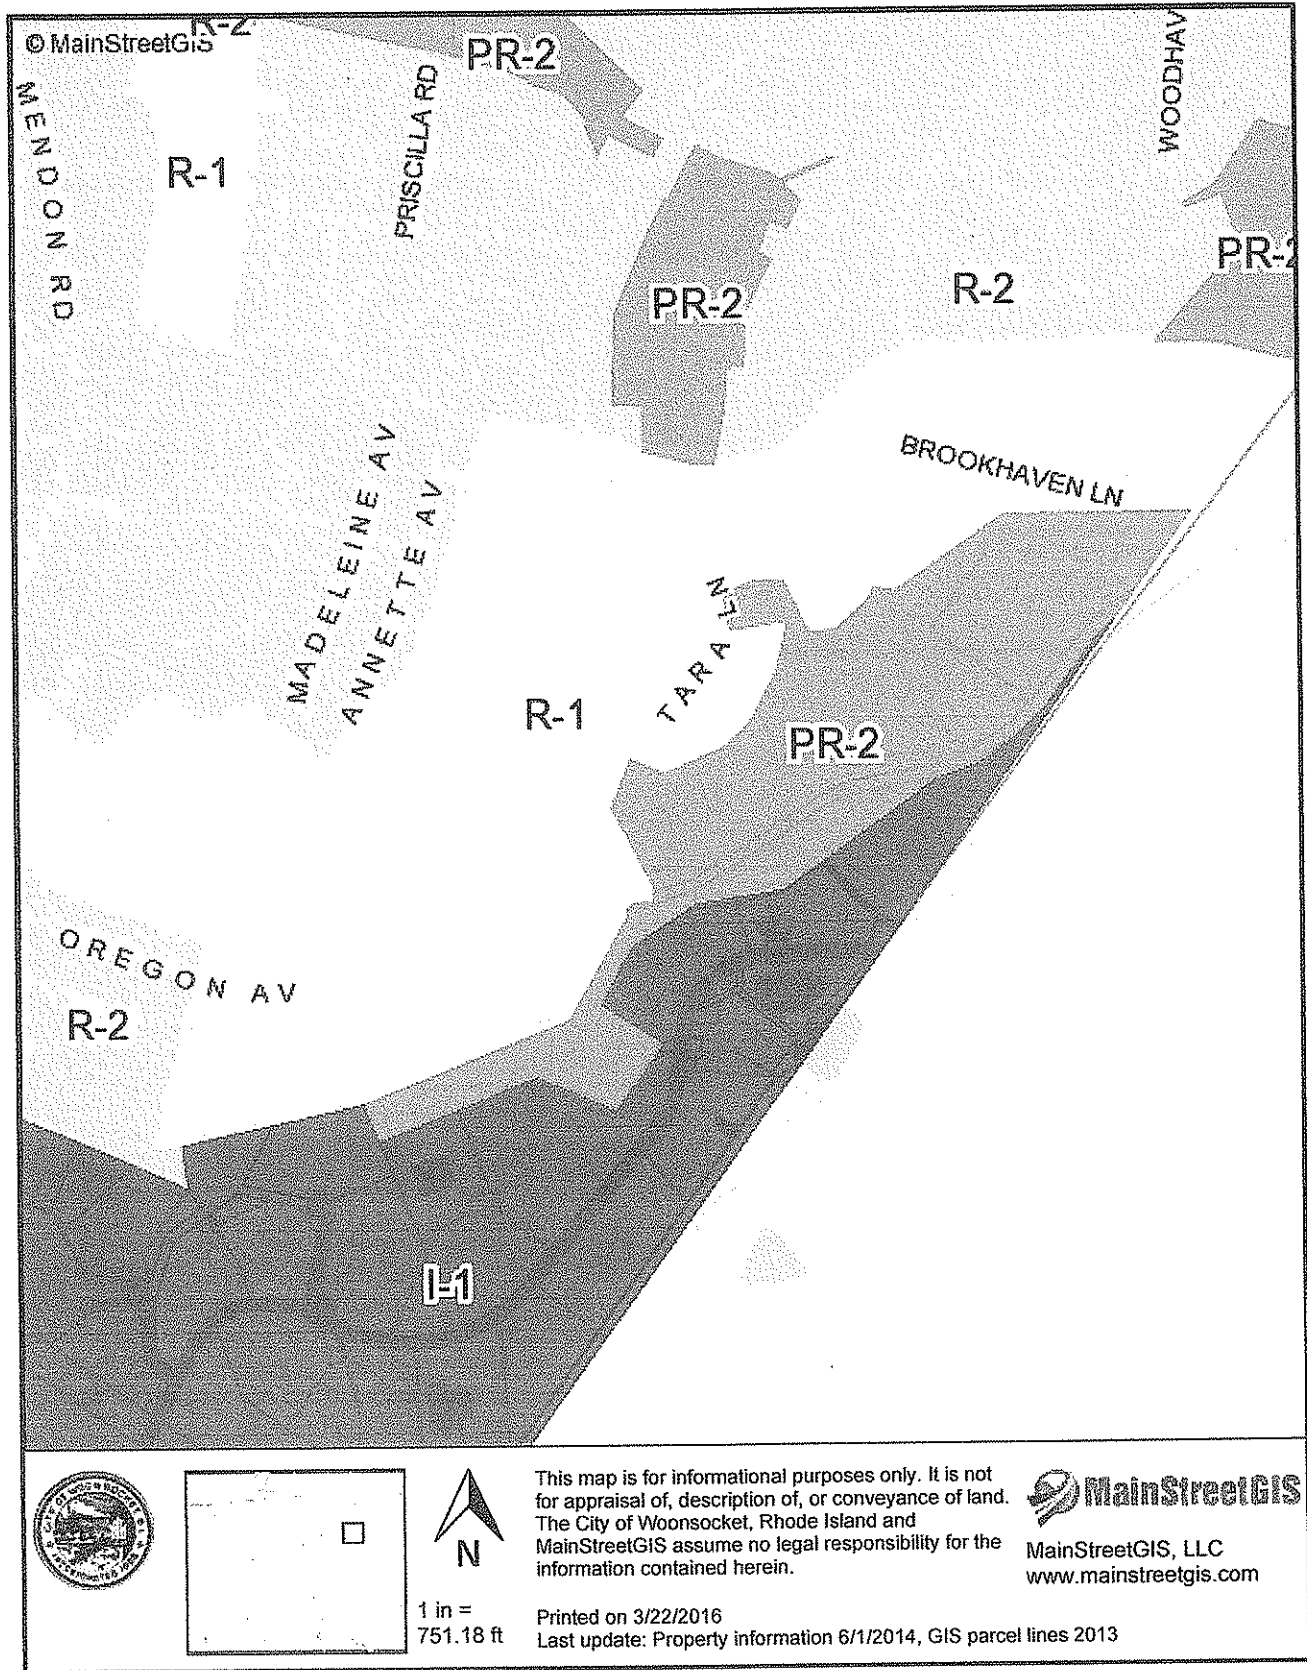 © MainStreetGIS
R-2
PR-2
MENDON RD
R-1
PRISCILLA RD
WOODHAV
PR-2
PR-2
R-2
BROOKHAVEN LN
MADELEINE AV
ANNETTE AV
TARA LN
R-1
PR-2
OREGON AV
R-2
I-1
N
1 in =
751.18 ft
This map is for informational purposes only. It is not
for appraisal of, description of, or conveyance of land.
The City of Woonsocket, Rhode Island and
MainStreetGIS assume no legal responsibility for the
information contained herein.
Printed on 3/22/2016
Last update: Property information 6/1/2014, GIS parcel lines 2013
MainStreetGIS
MainStreetGIS, LLC
www.mainstreetgis.com